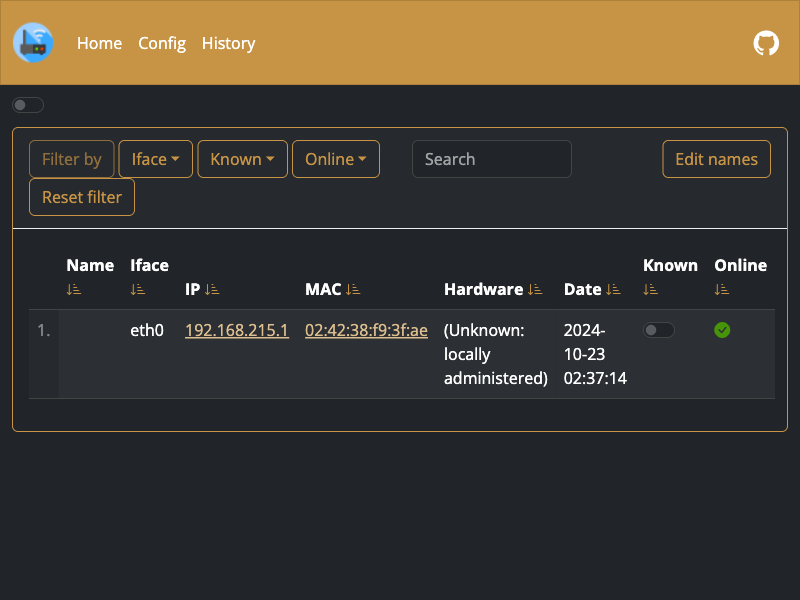 Home Config History
Filter by Iface Known Online Search Edit names
Reset filter
Name Iface IP MAC Hardware Date Known Online
1. eth0 192.168.215.1 02:42:38:f9:3f:ae (Unknown: 2024-
locally 10-23
administered) 02:37:14